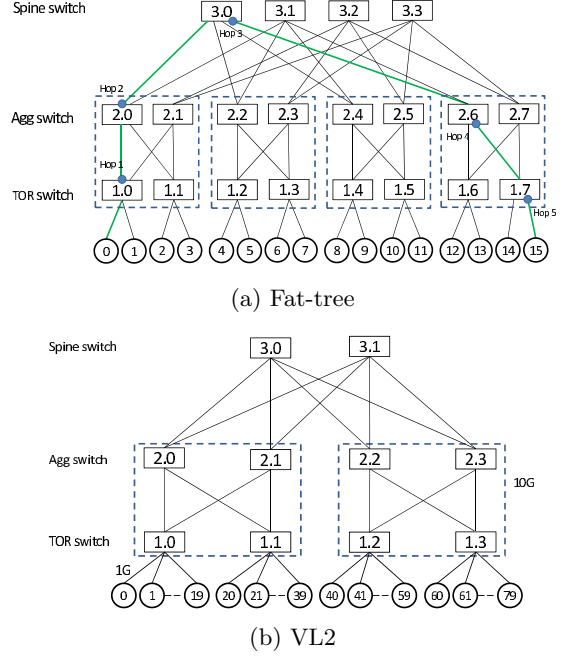 Spine switch 3.0 3.1 3.2 3.3
Hop 3
Hop 2
Agg switch 2.0 2.1 2.2 2.3 2.4 2.5 2.6 2.7
Hop 4
Hop 1
TOR switch 1.0 1.1 1.2 1.3 1.4 1.5 1.6 1.7
Hop 5
0 1 2 3 4 5 6 7 8 9 10 11 12 13 14 15
(a) Fat-tree
Spine switch 3.0 3.1
Agg switch 2.0 2.1 2.2 2.3
10G
TOR switch 1.0 1.1 1.2 1.3
1G
0 1 19 20 21 39 40 41 59 60 61 79
(b) VL2